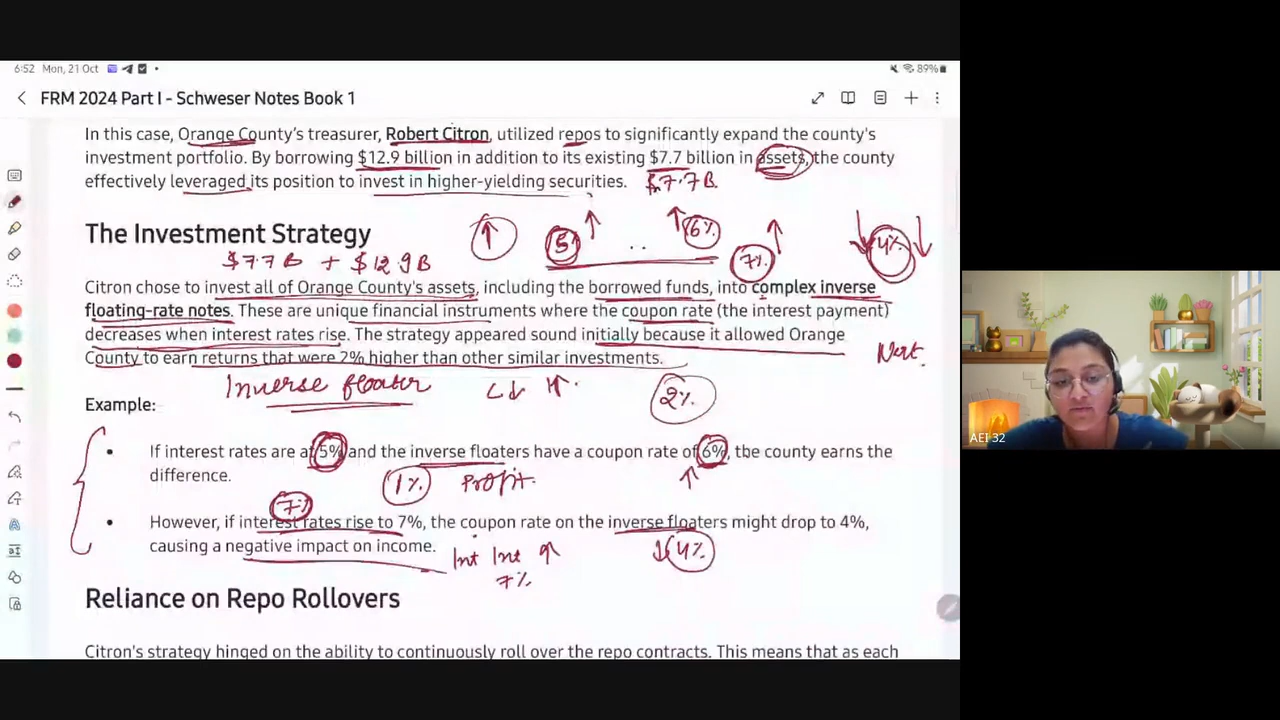 6:52 Mon, 21 Oct
89%
FRM 2024 Part I - Schweser Notes Book 1
In this case, Orange County's treasurer, Robert Citron, utilized repos to significantly expand the county's
investment portfolio. By borrowing $12.9 billion in addition to its existing $7.7 billion in assets, the county
effectively leveraged its position to invest in higher-yielding securities. $7.7B
The Investment Strategy
5 6% 7% 4%
$7.7B + $12.9B
Citron chose to invest all of Orange County's assets, including the borrowed funds, into complex inverse
floating-rate notes. These are unique financial instruments where the coupon rate (the interest payment)
decreases when interest rates rise. The strategy appeared sound initially because it allowed Orange
County to earn returns that were 2% higher than other similar investments.
Inverse floater 2%
Example:
• If interest rates are at 5% and the inverse floaters have a coupon rate of 6%, the county earns the
difference.
1% Profit.
7%
• However, if interest rates rise to 7%, the coupon rate on the inverse floaters might drop to 4%,
causing a negative impact on income.
Int Int ↑ ↓ 4%
7%
Reliance on Repo Rollovers
Citron's strategy hinged on the ability to continuously roll over the repo contracts. This means that as each
AEI 32